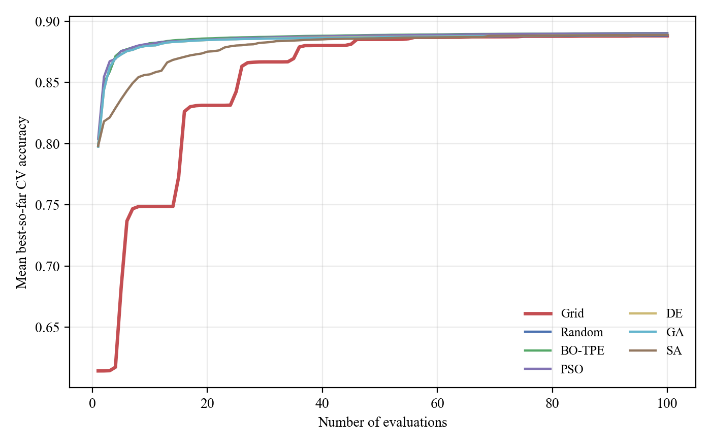 0.90
0.85
0.80
0.75
0.70
0.65
Mean best-so-far CV accuracy
Grid
Random
BO-TPE
PSO
DE
GA
SA
0 20 40 60 80 100
Number of evaluations